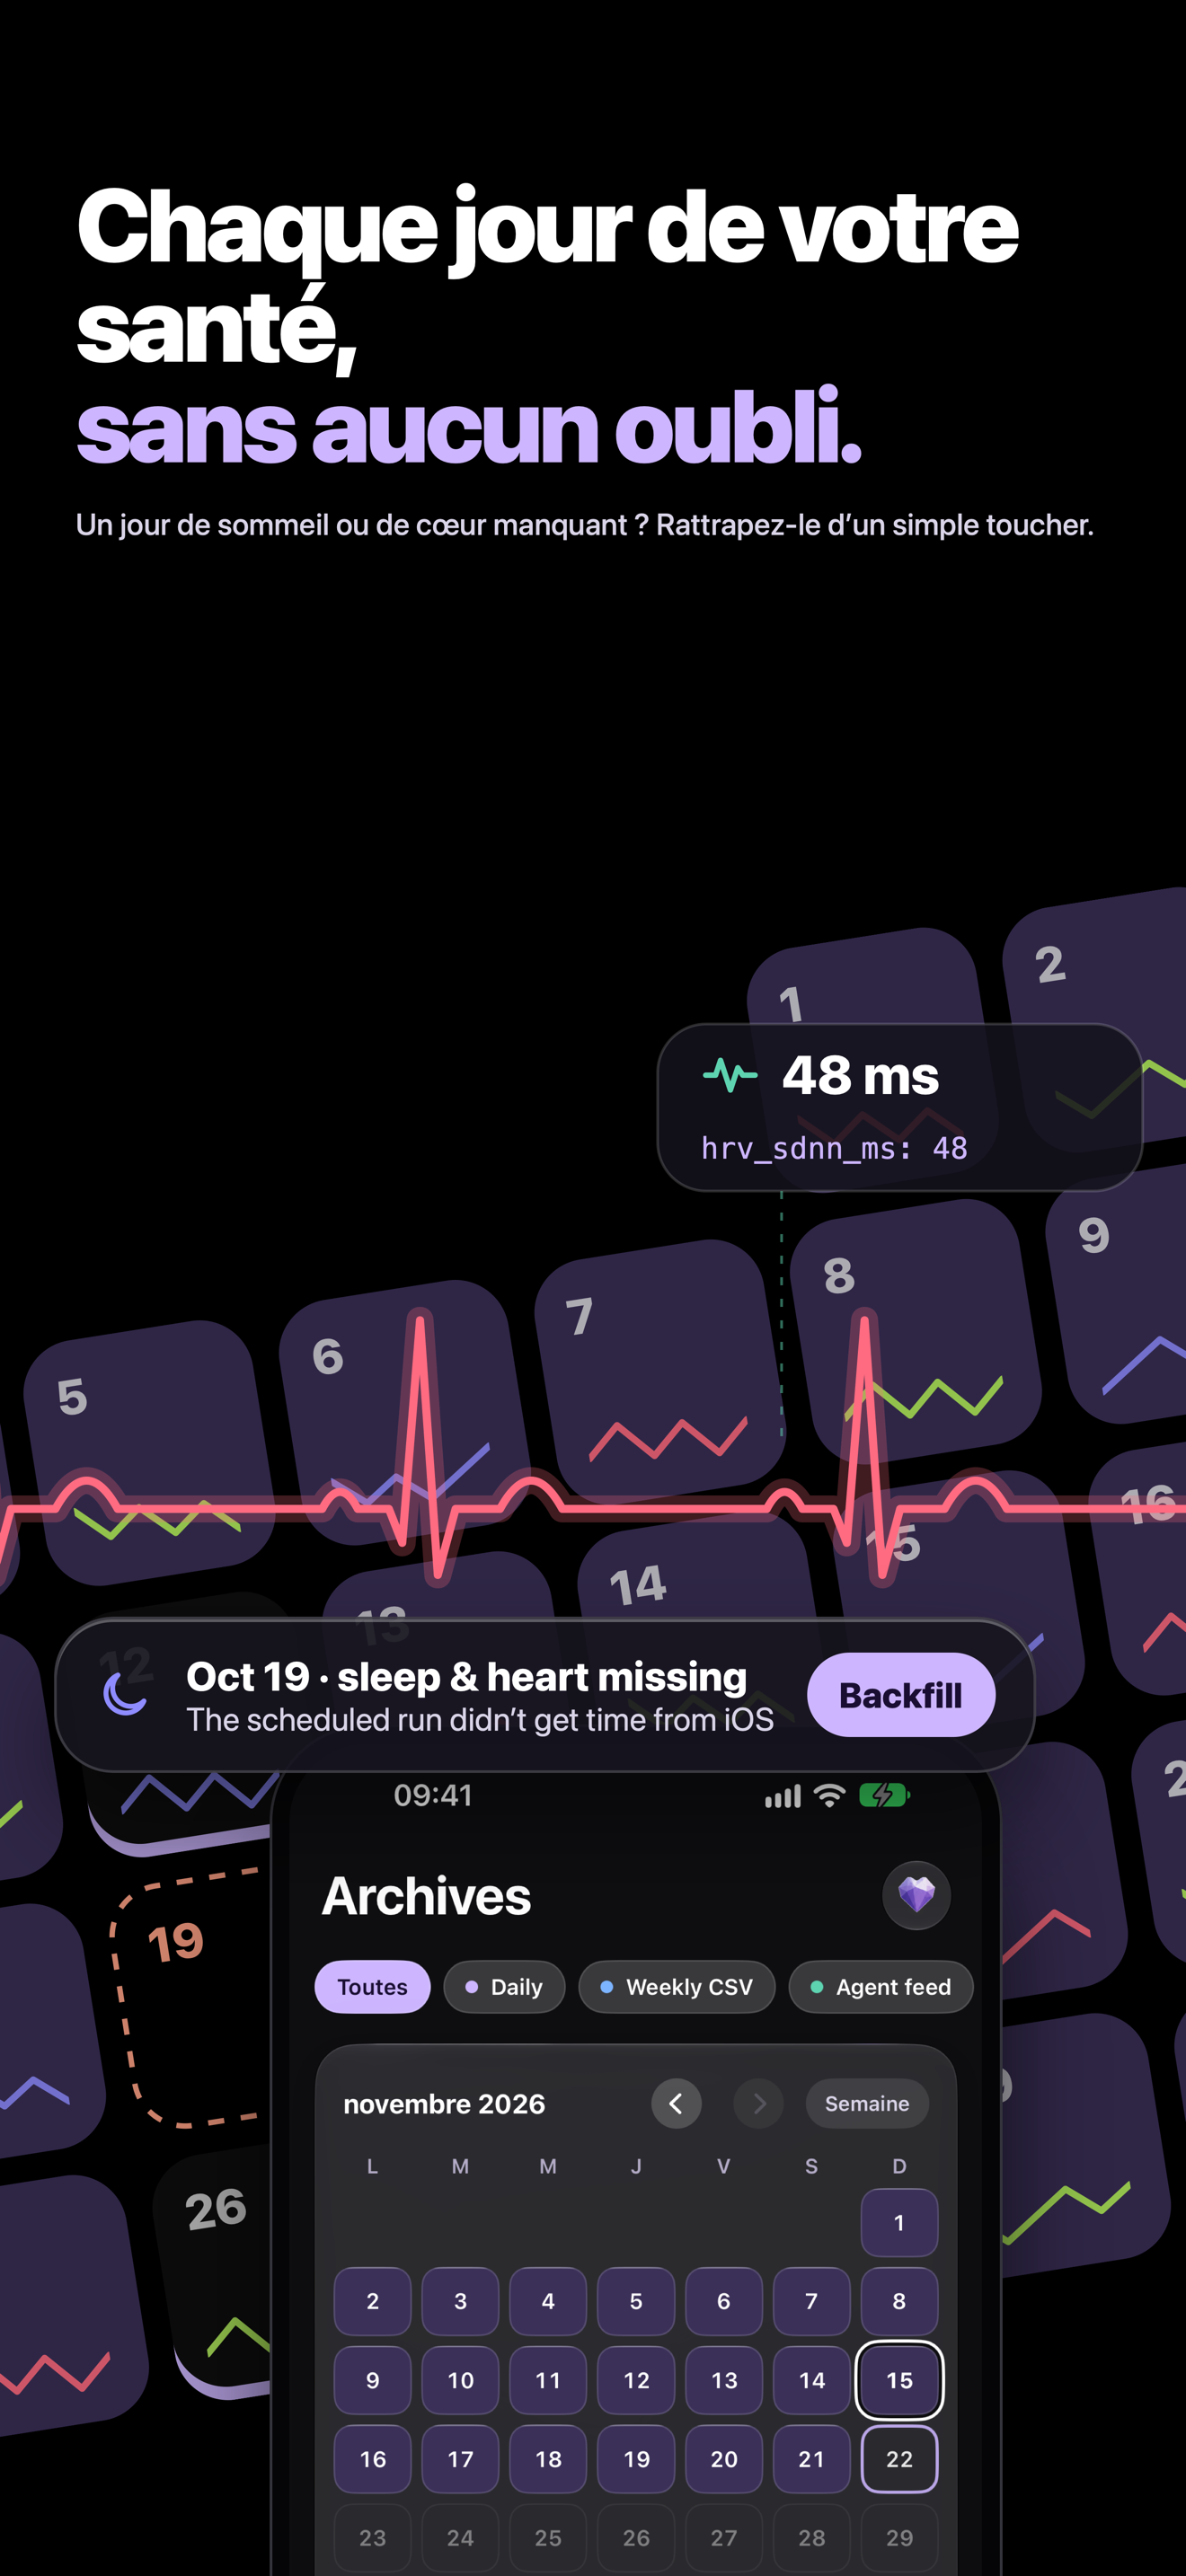 Chaque jour de votre
santé,
sans aucun oubli.
Un jour de sommeil ou de cœur manquant ? Rattrapez-le d’un simple toucher.
1
2
48 ms
hrv_sdnn_ms: 48
5
6
7
8
9
12
13
14
15
16
Oct 19 · sleep & heart missing
The scheduled run didn’t get time from iOS
Backfill
09:41
Archives
19
Toutes
Daily
Weekly CSV
Agent feed
novembre 2026
Semaine
L M M J V S D
26
1
2 3 4 5 6 7 8
9 10 11 12 13 14 15
16 17 18 19 20 21 22
23 24 25 26 27 28 29